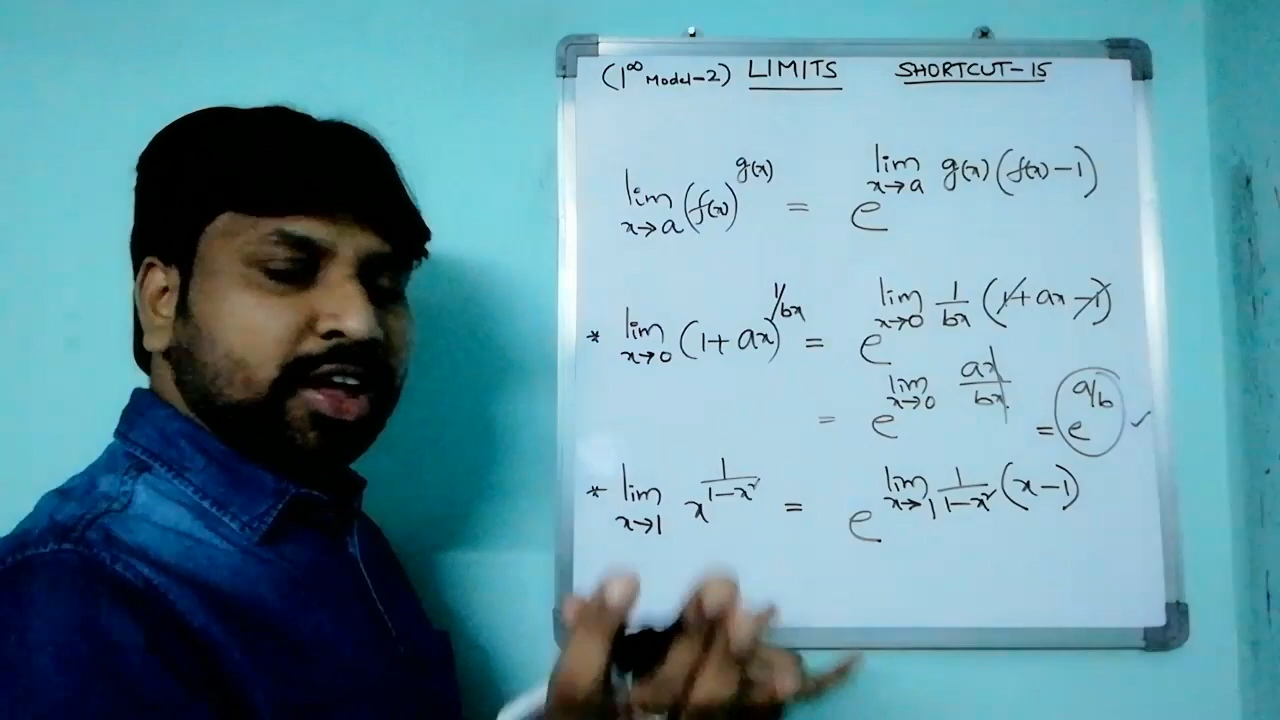 (1^∞ Model-2) LIMITS SHORTCUT-15
lim x→a (f(x))^g(x) = e^lim x→a g(x)(f(x)-1)
* lim x→0 (1+ax)^1/bx = e^lim x→0 1/bx (1+ax-1)
= e^lim x→0 ax/bx = e^a/b ✓
* lim x→1 x^1/(1-x²) = e^lim x→1 1/(1-x²) (x-1)